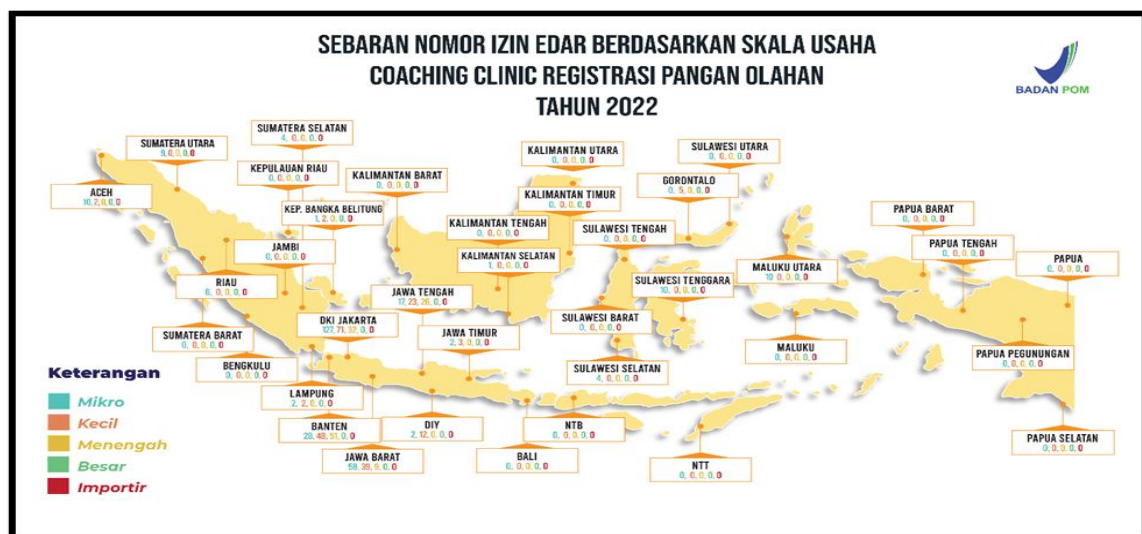 SEBARAN NOMOR IZIN EDAR BERDASARKAN SKALA USAHA
COACHING CLINIC REGISTRASI PANGAN OLAHAN
TAHUN 2022
BADAN POM
SUMATERA SELATAN
4, 0, 0, 0, 0
SUMATERA UTARA
9, 0, 0, 0, 0
KEPULAUAN RIAU
0, 0, 0, 0, 0
ACEH
10, 2, 0, 0, 0
KEP. BANGKA BELITUNG
1, 2, 0, 0, 0
JAMBI
0, 0, 0, 0, 0
RIAU
6, 0, 0, 0, 0
SUMATERA BARAT
0, 0, 0, 0, 0
BENGKULU
0, 0, 0, 0
LAMPUNG
2, 2, 0, 0, 0
BANTEN
28, 48, 51, 0, 0
DKI JAKARTA
127, 71, 32, 0, 0
JAWA BARAT
58, 39, 9, 0, 0
JAWA TENGAH
17, 23, 26, 0, 0
DIY
2, 12, 0, 0, 0
JAWA TIMUR
2, 3, 0, 0, 0
BALI
0, 0, 0, 0, 0
NTB
0, 0, 0, 0, 0
NTT
0, 0, 0, 0, 0
KALIMANTAN BARAT
0, 0, 0, 0, 0
KALIMANTAN UTARA
0, 0, 0, 0, 0
KALIMANTAN TIMUR
0, 0, 0, 0, 0
KALIMANTAN TENGAH
0, 0, 0, 0, 0
KALIMANTAN SELATAN
1, 0, 0, 0, 0
SULAWESI UTARA
0, 0, 0, 0, 0
GORONTALO
0, 5, 0, 0, 0
SULAWESI TENGAH
0, 0, 0, 0, 0
SULAWESI TENGGARA
10, 0, 0, 0, 0
SULAWESI BARAT
0, 0, 0, 0, 0
SULAWESI SELATAN
4, 0, 0, 0, 0
MALUKU UTARA
10, 0, 0, 0, 0
MALUKU
0, 0, 0, 0, 0
PAPUA BARAT
0, 0, 0, 0, 0
PAPUA TENGAH
0, 0, 0, 0, 0
PAPUA
0, 0, 0, 0, 0
PAPUA PEGUNUNGAN
0, 0, 0, 0, 0
PAPUA SELATAN
0, 0, 0, 0, 0
Keterangan
Mikro
Kecil
Menengah
Besar
Importir